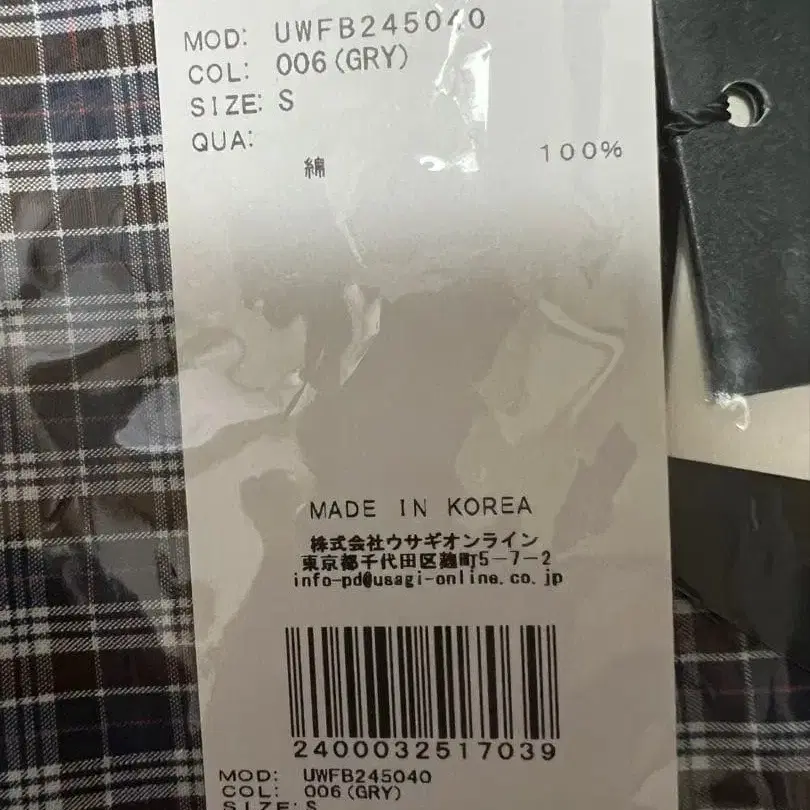 MOD: UWFB245040
COL: 006(GRY)
SIZE: S
QUA:
綿 100%
MADE IN KOREA
株式会社ウサギオンライン
東京都千代田区麹町5-7-2
info-pd@usagi-online.co.jp
2400032517039
MOD: UWFB245040
COL: 006(GRY)
SIZE: S